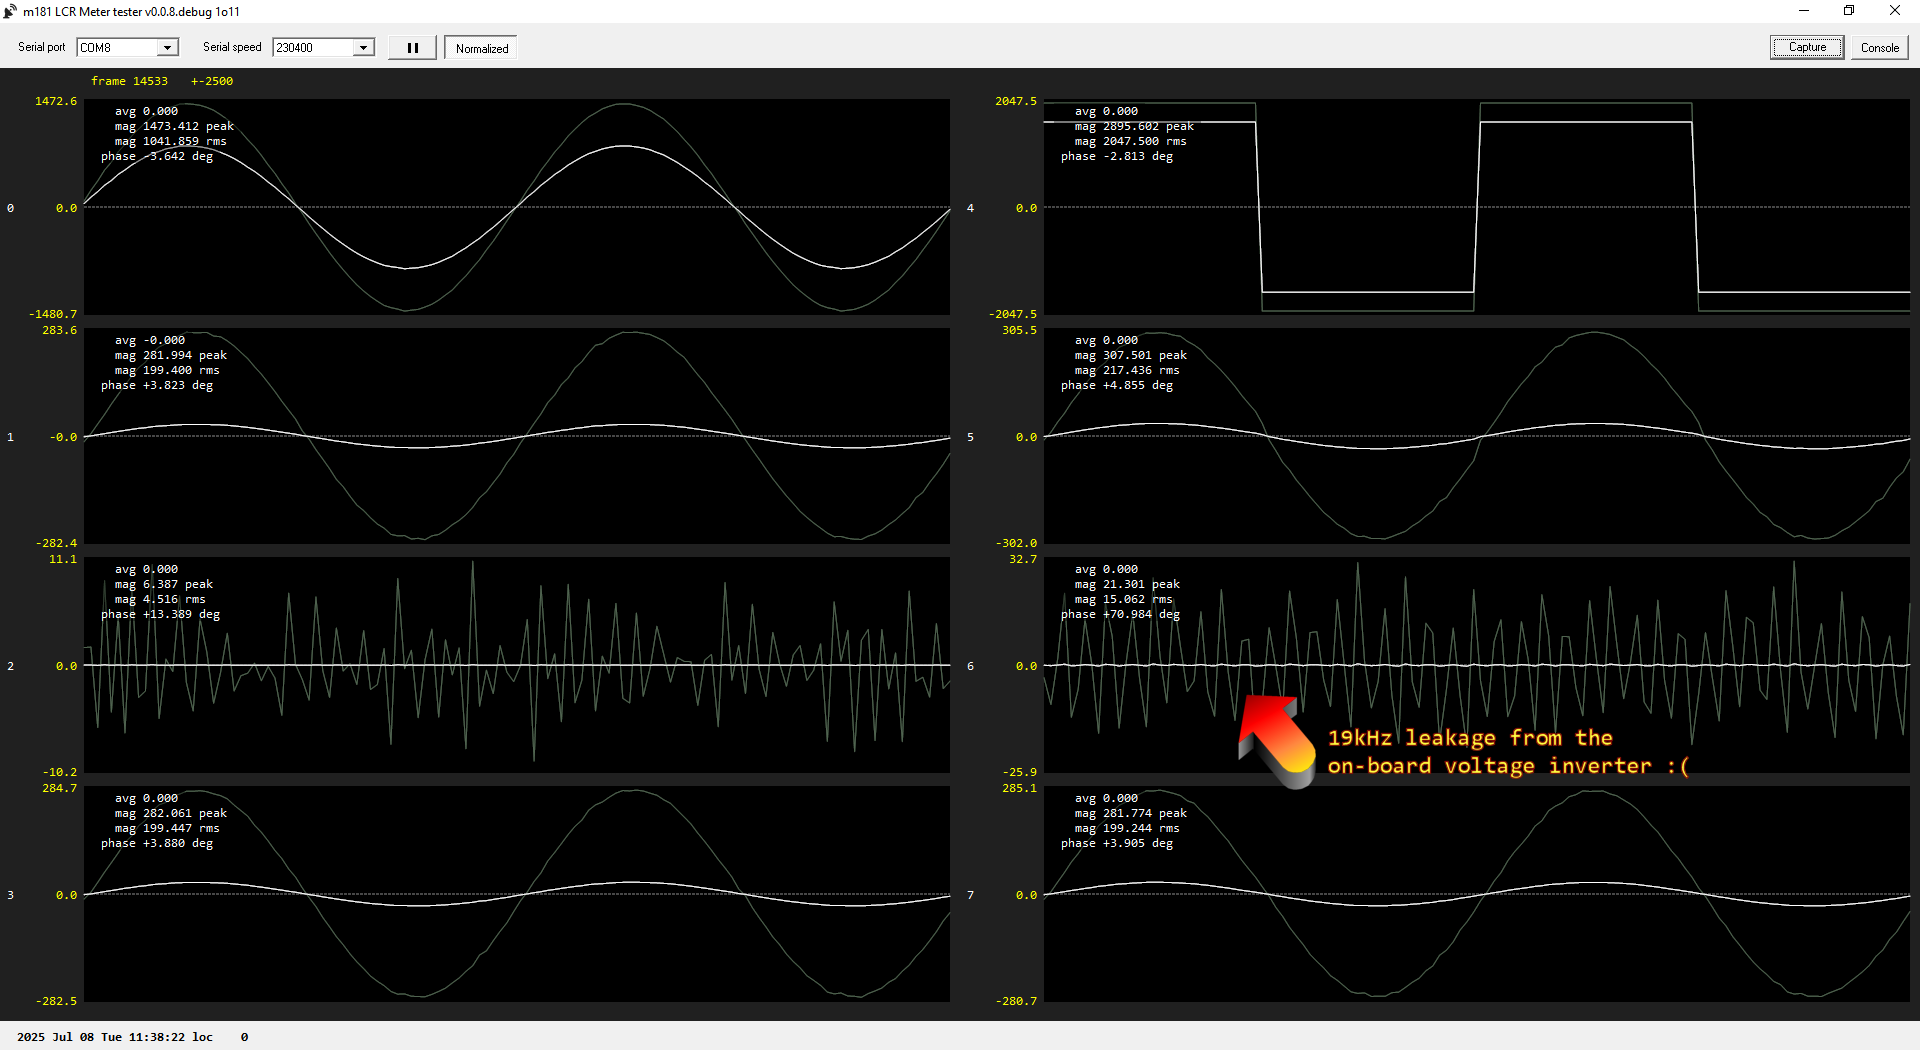 m181 LCR Meter tester v0.0.8.debug 1o11
Serial port COM8 Serial speed 230400 Normalized Capture Console
frame 14533 +-2500
1472.6
avg 0.000
mag 1473.412 peak
mag 1041.859 rms
phase -3.642 deg
0 0.0
-1480.7
283.6
avg -0.000
mag 281.994 peak
mag 199.400 rms
phase +3.823 deg
1 -0.0
-282.4
11.1
avg 0.000
mag 6.387 peak
mag 4.516 rms
phase +13.389 deg
2 0.0
-10.2
284.7
avg 0.000
mag 282.061 peak
mag 199.447 rms
phase +3.880 deg
3 0.0
-282.5
2047.5
avg 0.000
mag 2895.602 peak
mag 2047.500 rms
phase -2.813 deg
4 0.0
-2047.5
305.5
avg 0.000
mag 307.501 peak
mag 217.436 rms
phase +4.855 deg
5 0.0
-302.0
32.7
avg 0.000
mag 21.301 peak
mag 15.062 rms
phase +70.984 deg
6 0.0
19kHz leakage from the
on-board voltage inverter :(
-25.9
285.1
avg 0.000
mag 281.774 peak
mag 199.244 rms
phase +3.905 deg
7 0.0
-280.7
2025 Jul 08 Tue 11:38:22 loc 0